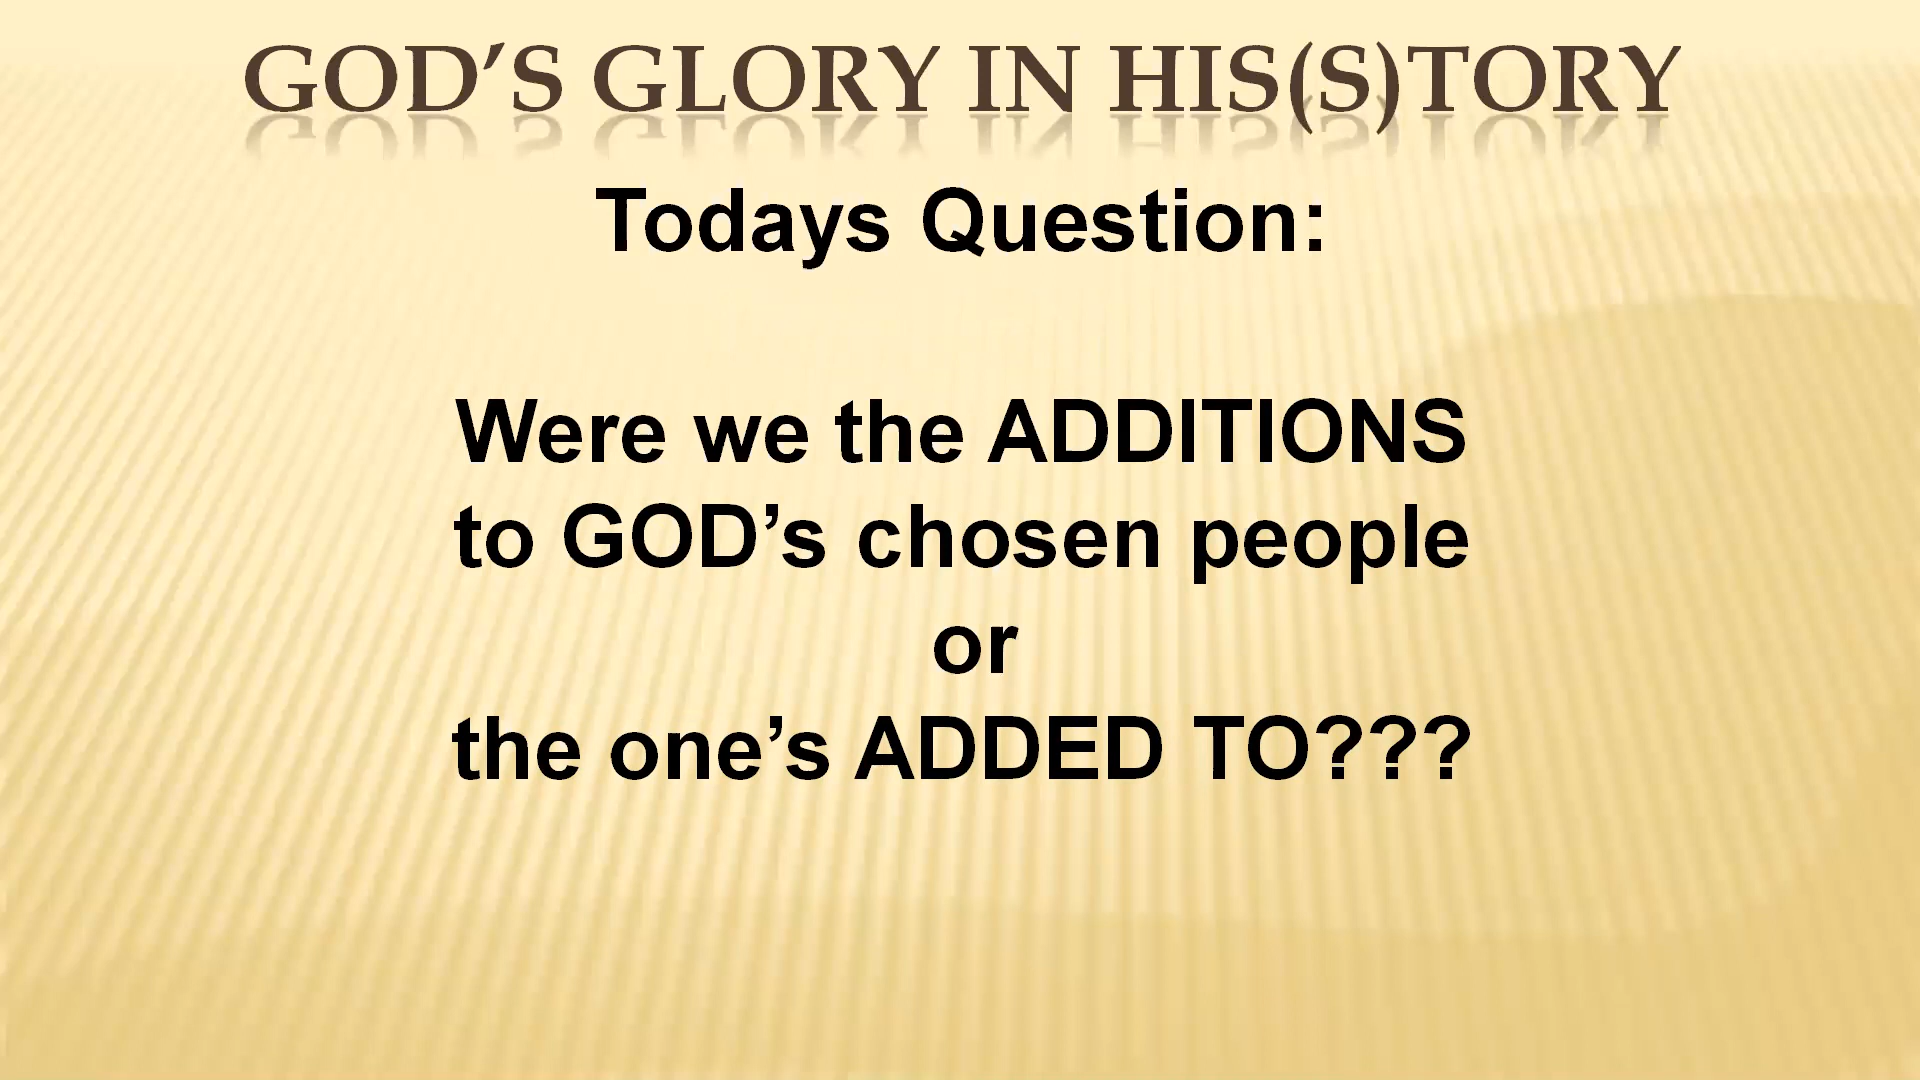 GOD’S GLORY IN HIS(S)TORY
Todays Question:
Were we the ADDITIONS
to GOD’s chosen people
or
the one’s ADDED TO???